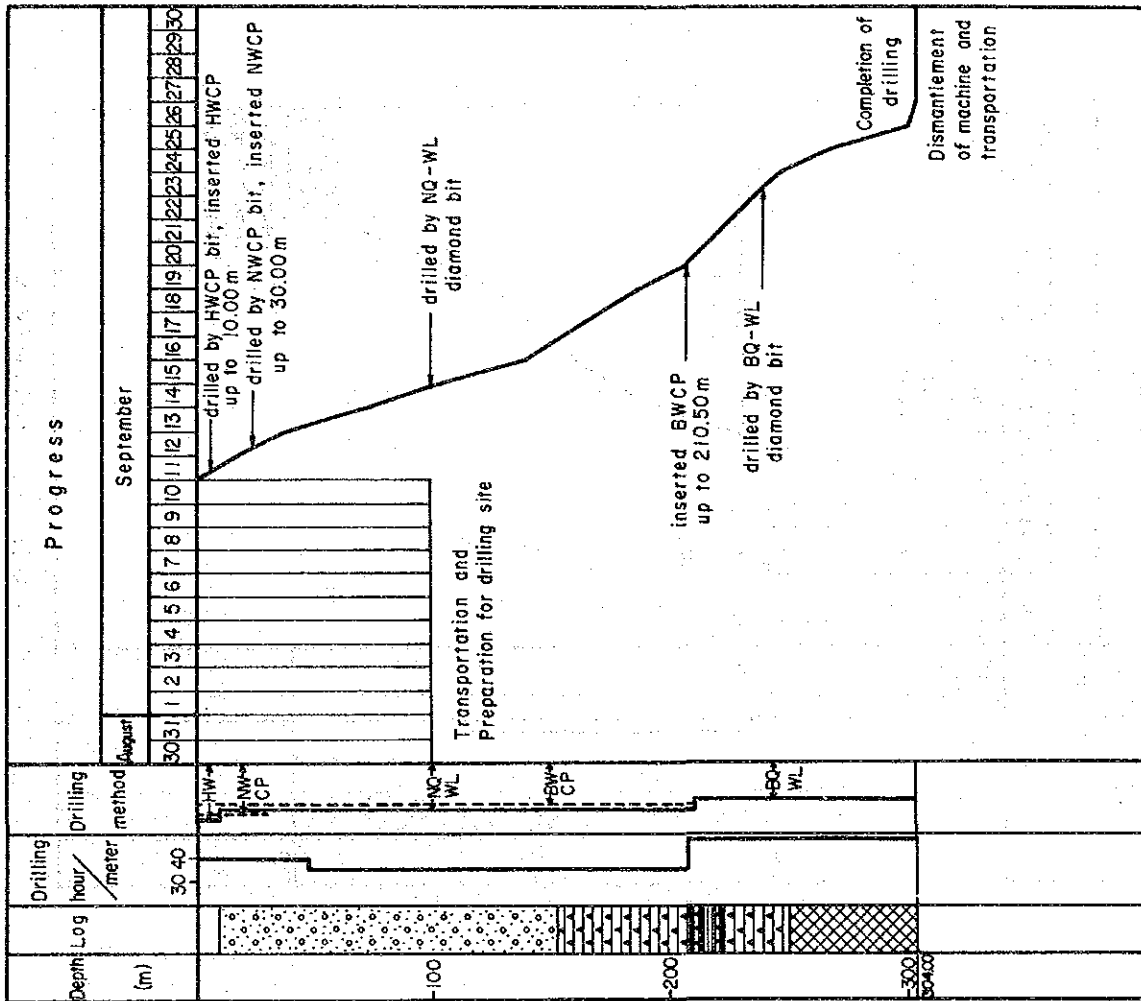 Progress
August
September
30 31 1 2 3 4 5 6 7 8 9 10 11 12 13 14 15 16 17 18 19 20 21 22 23 24 25 26 27 28 29 30
drilled by HWCP bit, inserted HWCP
up to 10.00m
drilled by NWCP bit, inserted NWCP
up to 30.00m
drilled by NQ-WL
diamond bit
Transportation and
Preparation for drilling site
inserted BWCP
up to 210.50m
drilled by BQ-WL
diamond bit
Completion of
drilling
Dismantlement
of machine and
transportation
Drilling
method
HW
NW
CP
NQ
WL
BW
CP
BQ
WL
Drilling
hour/meter
30 40
Log
Depth
(m)
-100
-200
-300
304.00